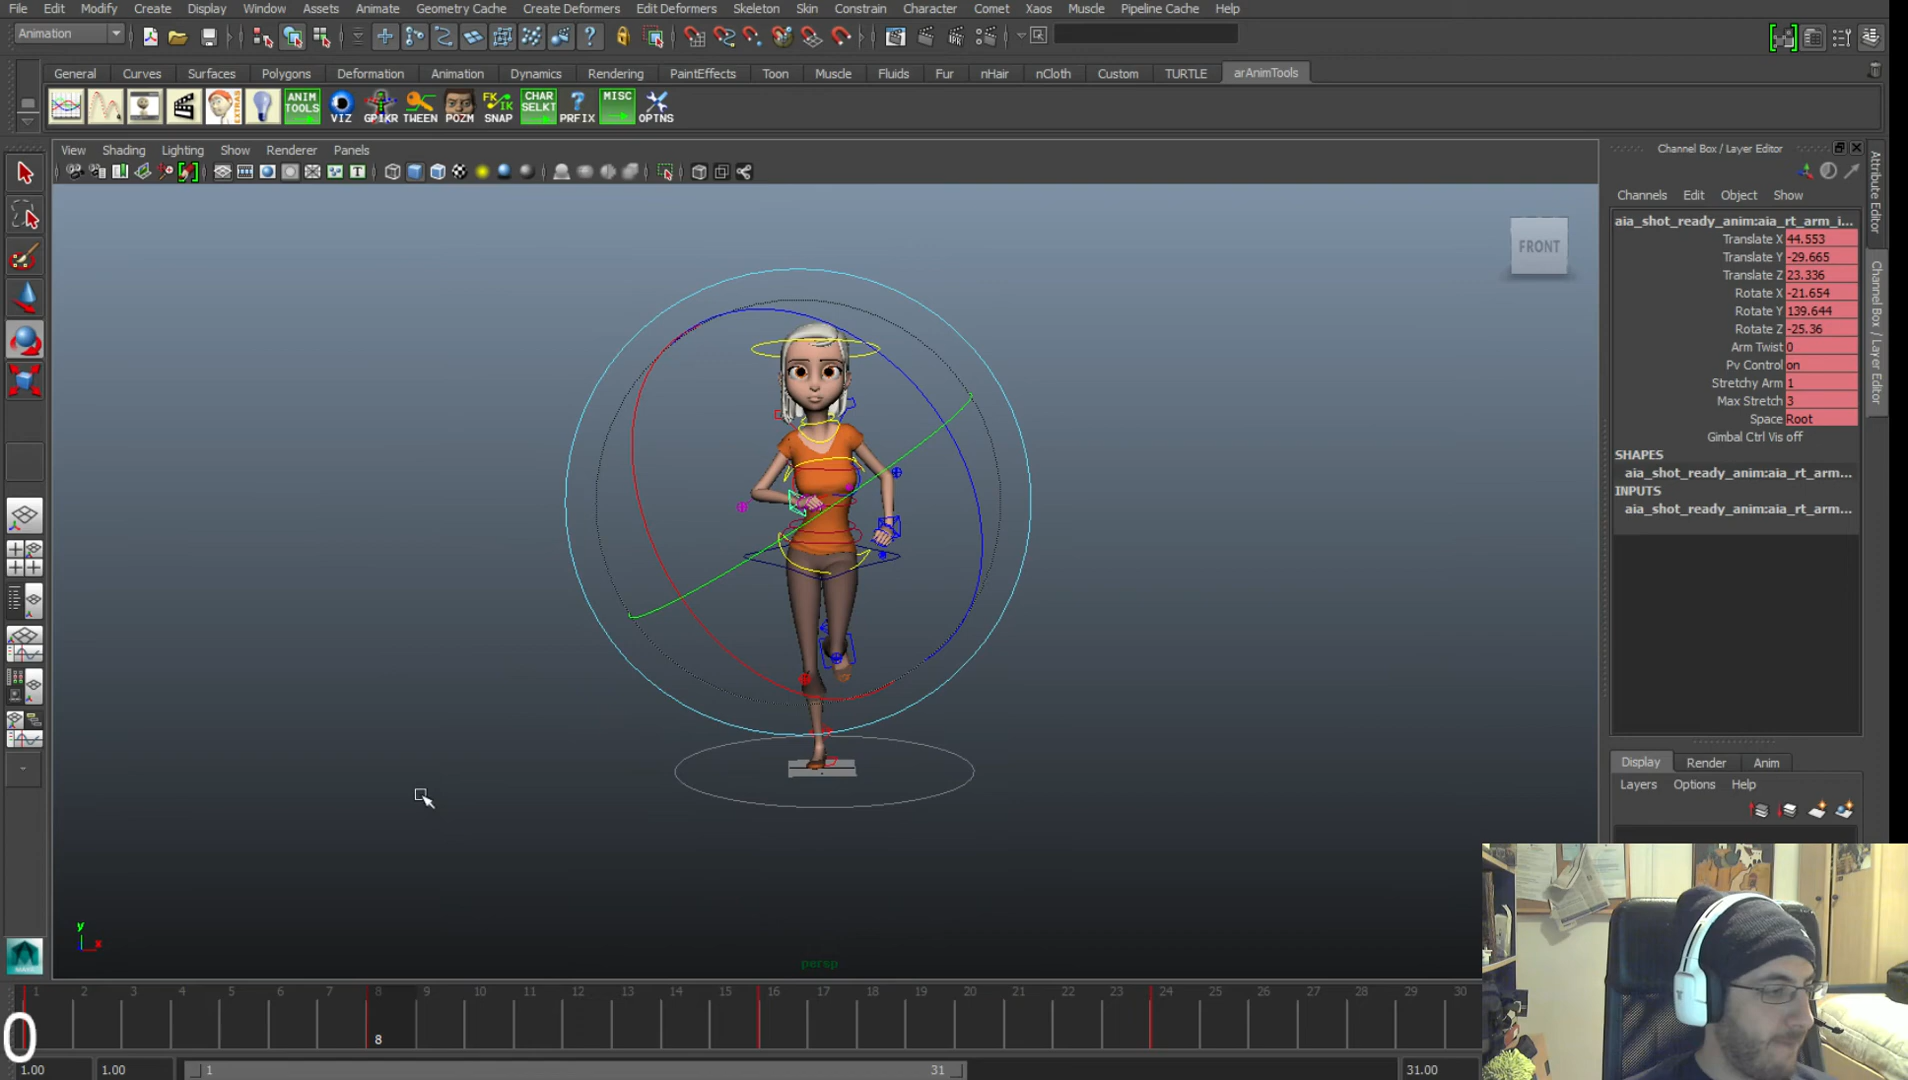 File Edit Modify Create Display Window Assets Animate Geometry Cache Create Deformers Edit Deformers Skeleton Skin Constrain Character Comet Xaos Muscle Pipeline Cache Help
Animation
General Curves Surfaces Polygons Deformation Animation Dynamics Rendering PaintEffects Toon Muscle Fluids Fur nHair nCloth Custom TURTLE arAnimTools
ANIM TOOLS VIZ GPIKR TWEEN POZM FK/IK SNAP CHAR SELKT PRFIX MISC OPTNS
View Shading Lighting Show Renderer Panels
Channel Box / Layer Editor
Channels Edit Object Show
aia_shot_ready_anim:aia_rt_arm_i...
Translate X 44.553
Translate Y -29.665
Translate Z 23.336
Rotate X -21.654
Rotate Y 139.644
Rotate Z -25.36
Arm Twist 0
Pv Control on
Stretchy Arm 1
Max Stretch 3
Space Root
Gimbal Ctrl Vis off
SHAPES
aia_shot_ready_anim:aia_rt_arm...
INPUTS
aia_shot_ready_anim:aia_rt_arm...
Attribute Editor
Channel Box / Layer Editor
FRONT
Display Render Anim
Layers Options Help
y
x
persp
1 2 3 4 5 6 7 8 9 10 11 12 13 14 15 16 17 18 19 20 21 22 23 24 25 26 27 28 29 30
0
8
1.00 1.00 1 31 31.00